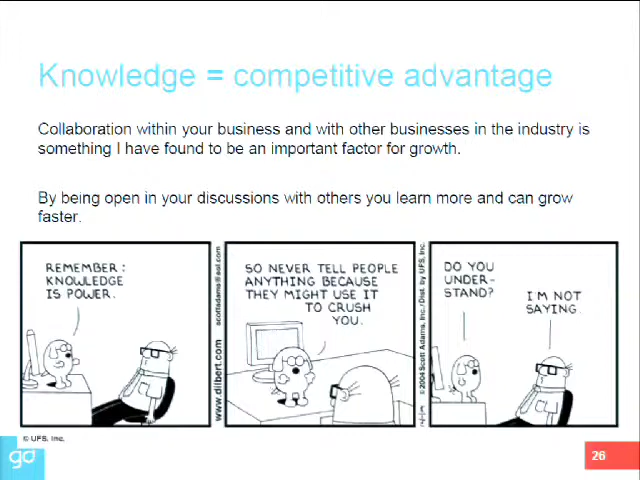 Knowledge = competitive advantage
Collaboration within your business and with other businesses in the industry is
something I have found to be an important factor for growth.
By being open in your discussions with others you learn more and can grow
faster.
REMEMBER:
KNOWLEDGE
IS POWER.
www.dilbert.com scottadams@aol.com
SO NEVER TELL PEOPLE
ANYTHING BECAUSE
THEY MIGHT USE IT
TO CRUSH
YOU.
© 2004 Scott Adams, Inc./Dist. by UFS, Inc.
DO YOU
UNDER-
STAND?
I'M NOT
SAYING.
© UFS, Inc.
go
26